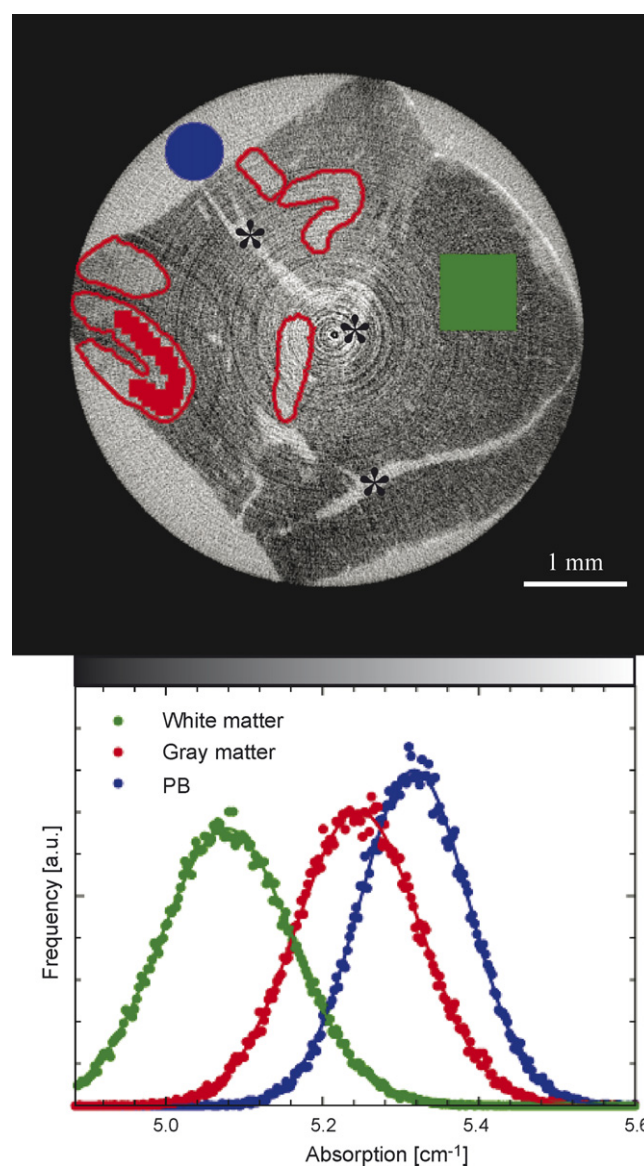 *
*
*
1 mm
White matter
Gray matter
PB
Frequency [a.u.]
5.0 5.2 5.4 5.6
Absorption [cm⁻¹]